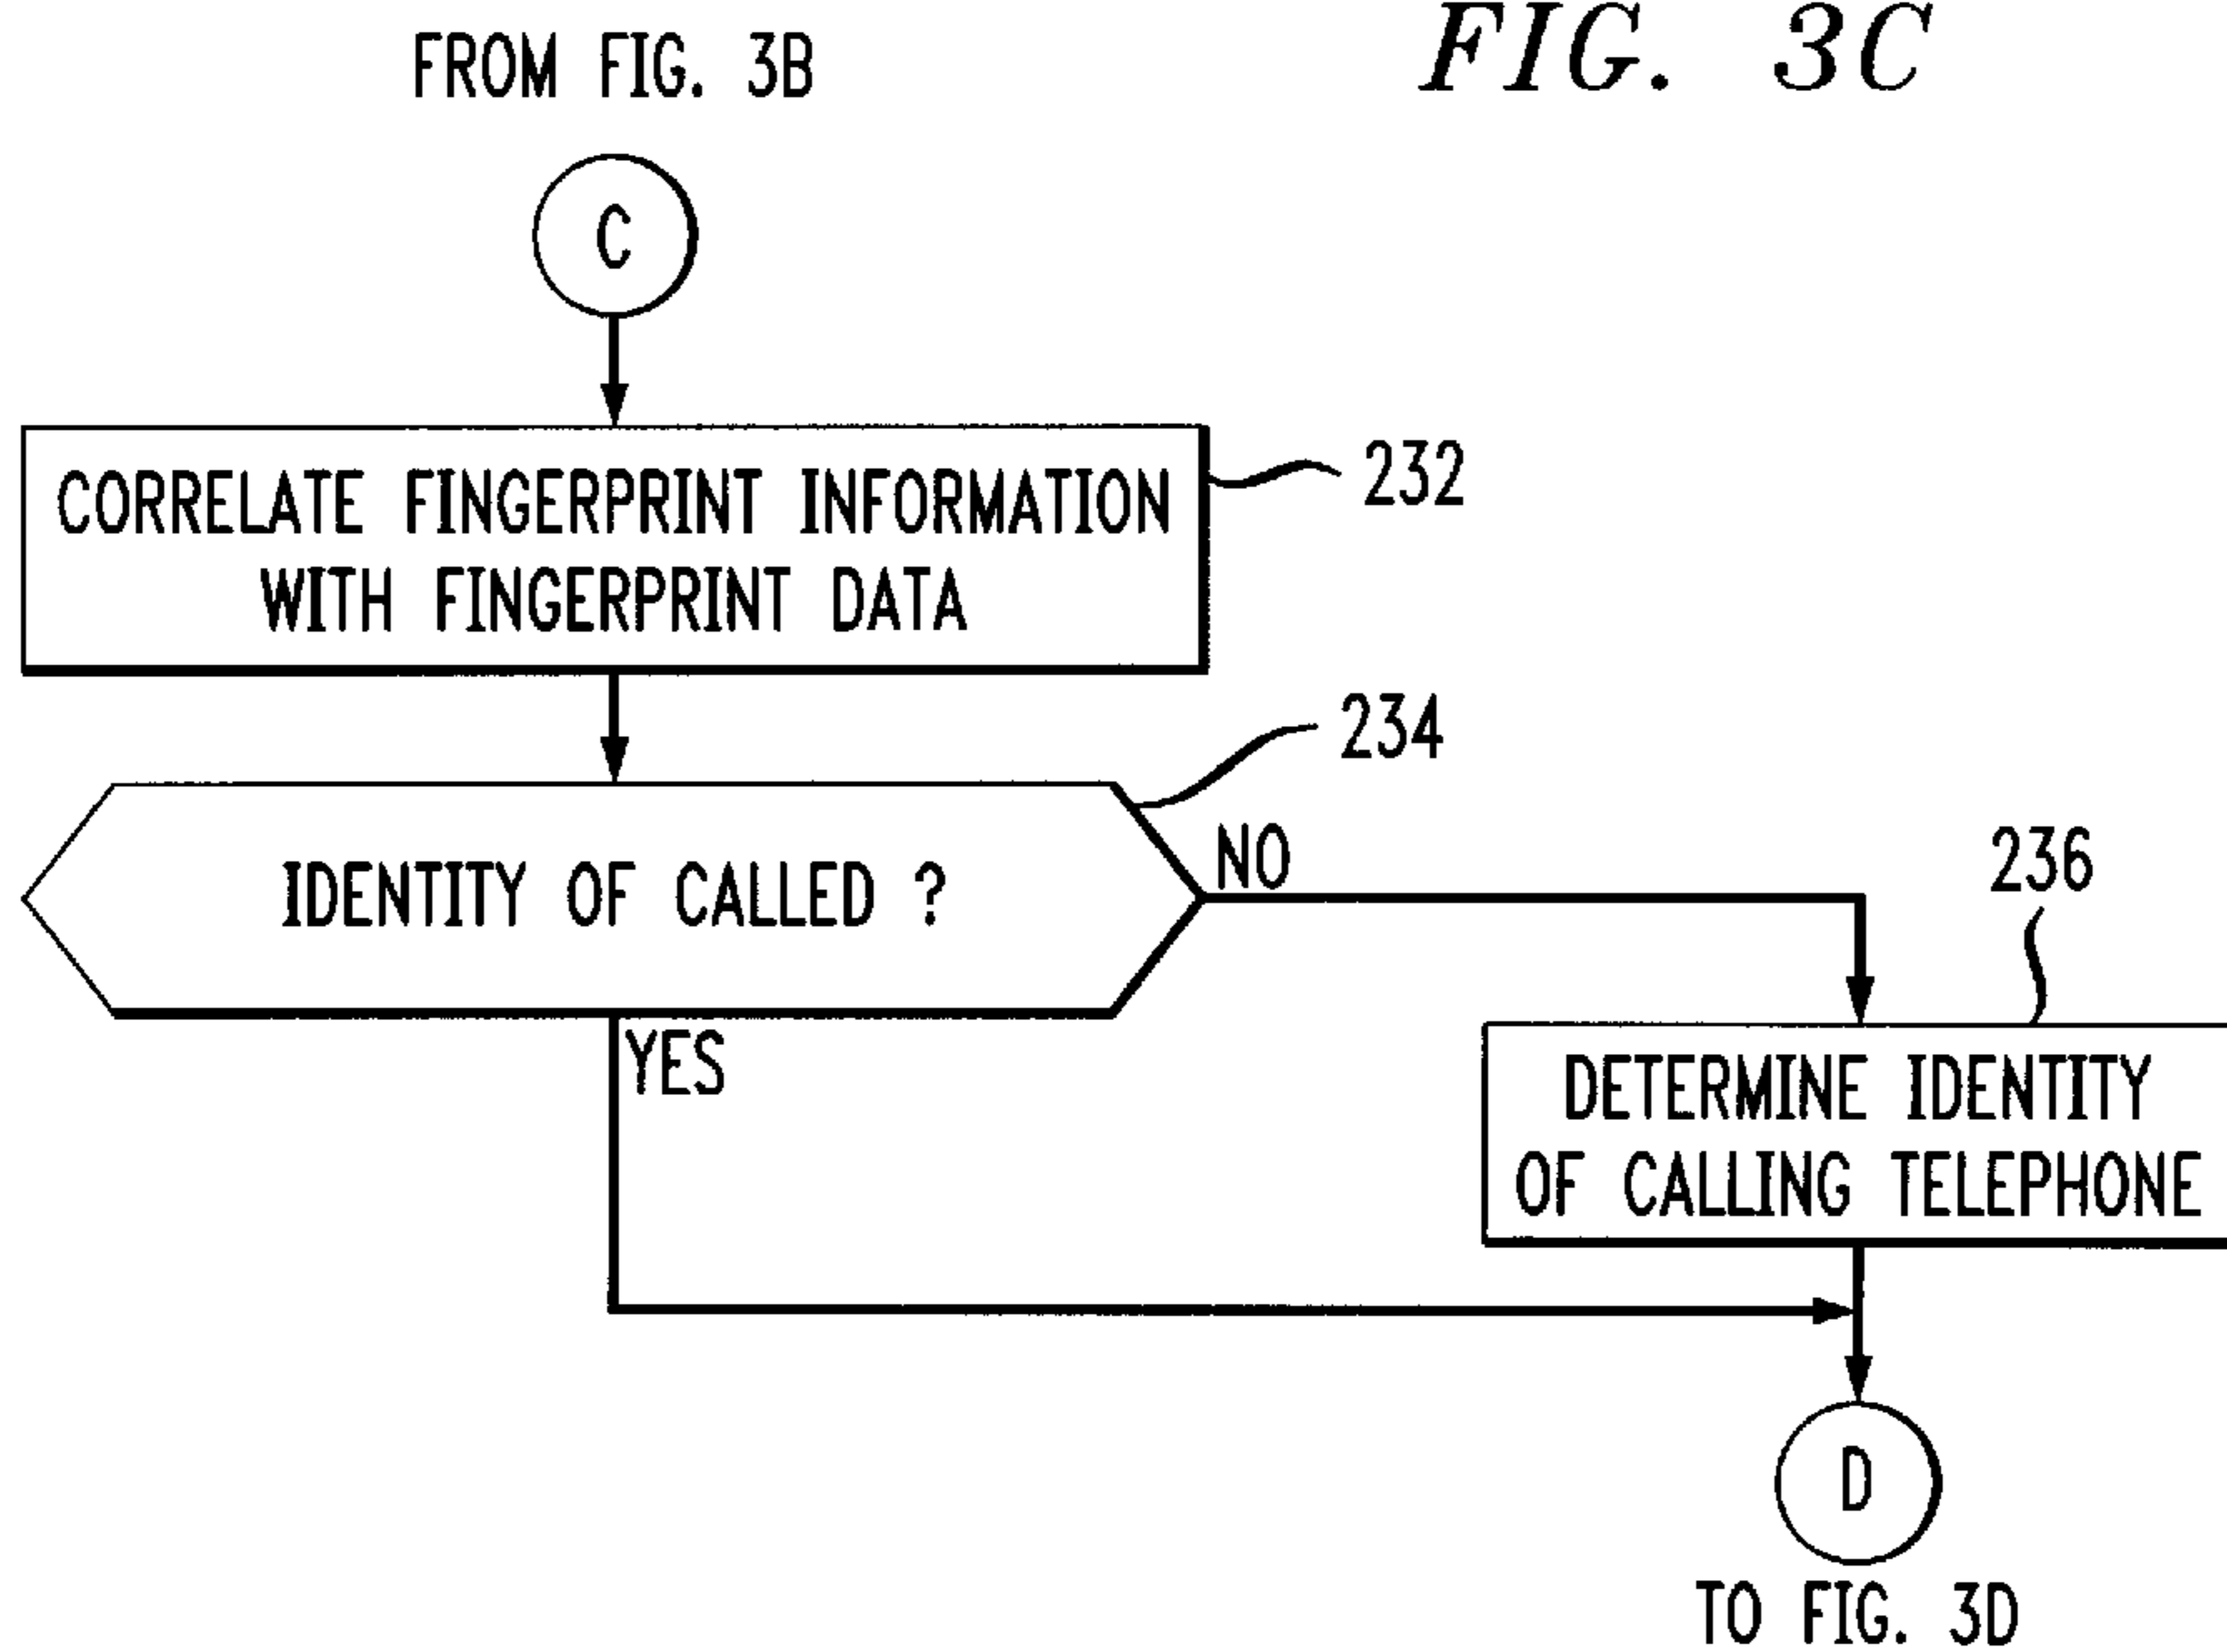 FROM FIG. 3B
FIG. 3C
C
CORRELATE FINGERPRINT INFORMATION
WITH FINGERPRINT DATA
232
234
IDENTITY OF CALLED ?
NO
236
YES
DETERMINE IDENTITY
OF CALLING TELEPHONE
D
TO FIG. 3D